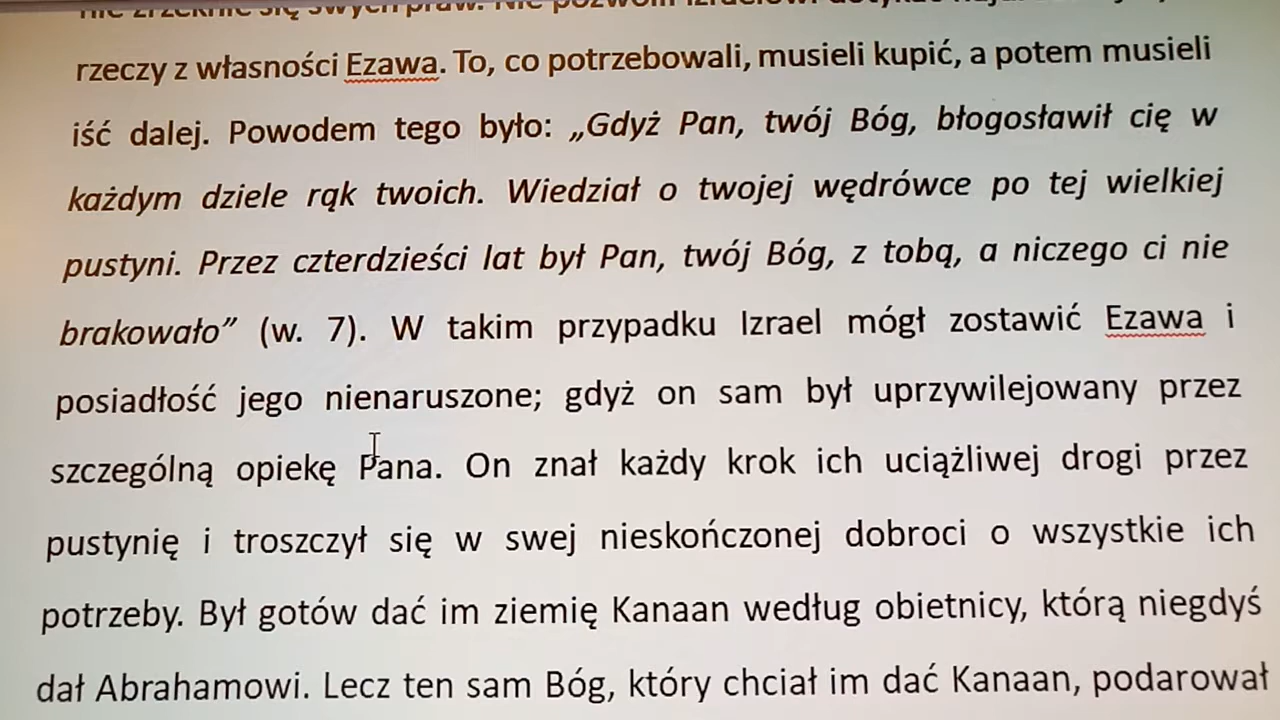 rzeczy z własności Ezawa. To, co potrzebowali, musieli kupić, a potem musieli
iść dalej. Powodem tego było: „Gdyż Pan, twój Bóg, błogosławił cię w
każdym dziele rąk twoich. Wiedział o twojej wędrówce po tej wielkiej
pustyni. Przez czterdzieści lat był Pan, twój Bóg, z tobą, a niczego ci nie
brakowało” (w. 7). W takim przypadku Izrael mógł zostawić Ezawa i
posiadłość jego nienaruszone; gdyż on sam był uprzywilejowany przez
szczególną opiekę Pana. On znał każdy krok ich uciążliwej drogi przez
pustynię i troszczył się w swej nieskończonej dobroci o wszystkie ich
potrzeby. Był gotów dać im ziemię Kanaan według obietnicy, którą niegdyś
dał Abrahamowi. Lecz ten sam Bóg, który chciał im dać Kanaan, podarował